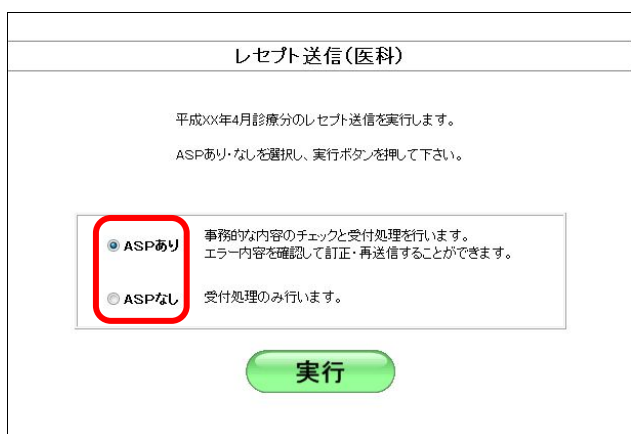 レセプト送信(医科)
平成XX年4月診療分のレセプト送信を実行します。
ASPあり・なしを選択し、実行ボタンを押して下さい。
ASPあり
事務的な内容のチェックと受付処理を行います。
エラー内容を確認して訂正・再送信することができます。
ASPなし
受付処理のみ行います。
実行